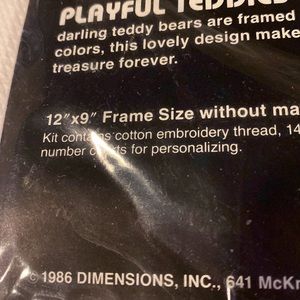 PLAYFUL TEDDIES
darling teddy bears are framed
colors, this lovely design make
treasure forever.
12"x9" Frame Size without ma
Kit contains cotton embroidery thread, 14
number charts for personalizing.
© 1986 DIMENSIONS, INC., 641 McK